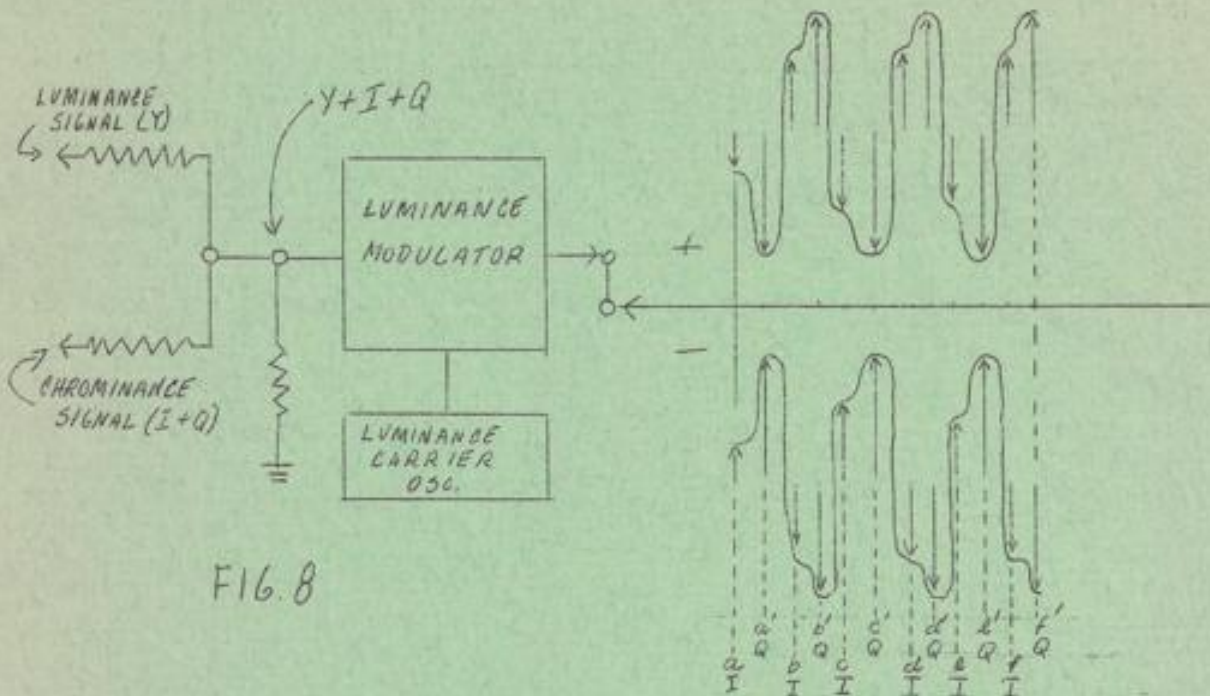 LUMINANCE
SIGNAL (Y)
Y+I+Q
LUMINANCE
MODULATOR
+
−
CHROMINANCE
SIGNAL (I+Q)
LUMINANCE
CARRIER
OSC.
FIG. 8
a' b' c' d' e' f'
Q Q Q Q Q Q
a b c d e f
I I I I I I